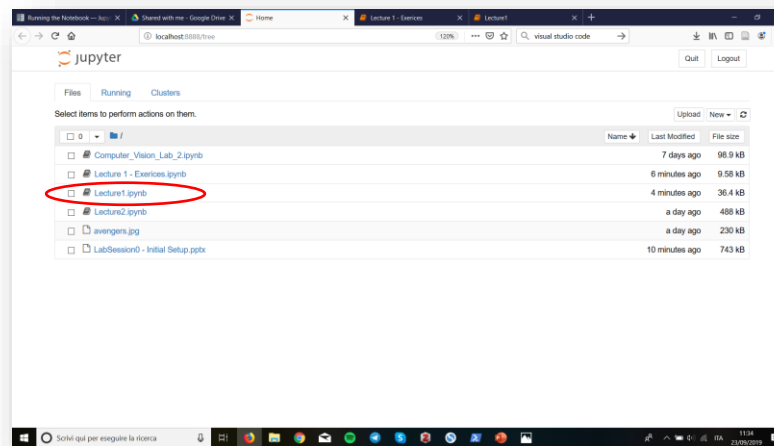 Running the Notebook — Jupy
Shared with me - Google Drive
Home
Lecture 1 - Exerices
Lecture1
localhost:8888/tree
120%
visual studio code
jupyter
Quit
Logout
Files
Running
Clusters
Select items to perform actions on them.
Upload
New
0
/
Name
Last Modified
File size
Computer_Vision_Lab_2.ipynb
7 days ago
98.9 kB
Lecture 1 - Exerices.ipynb
6 minutes ago
9.58 kB
Lecture1.ipynb
4 minutes ago
36.4 kB
Lecture2.ipynb
a day ago
488 kB
avengers.jpg
a day ago
230 kB
LabSession0 - Initial Setup.pptx
10 minutes ago
743 kB
Scrivi qui per eseguire la ricerca
ITA
11:34
23/09/2019